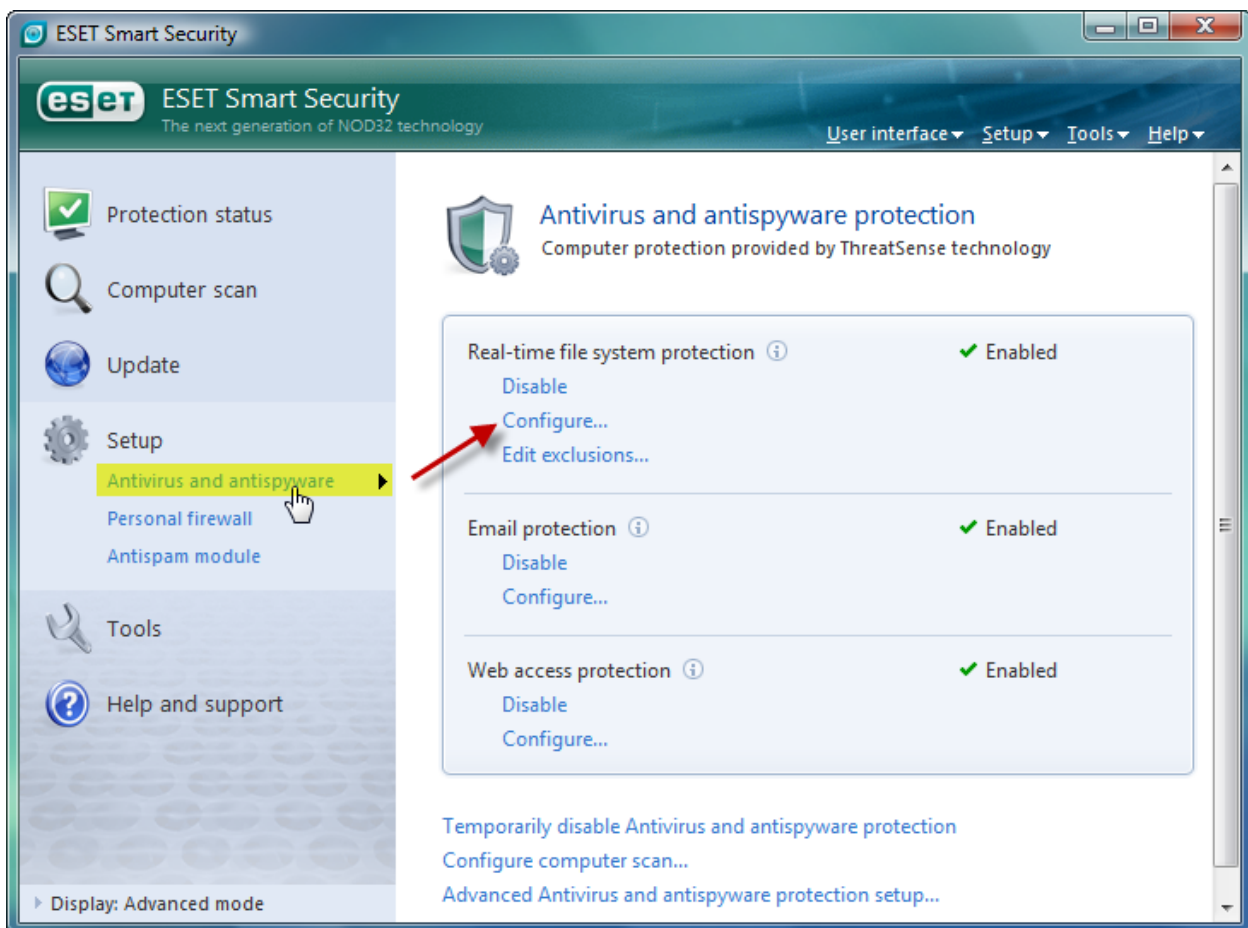 ESET Smart Security
eset
ESET Smart Security
The next generation of NOD32 technology
User interface Setup Tools Help
Protection status
Computer scan
Update
Setup
Antivirus and antispyware
Personal firewall
Antispam module
Tools
Help and support
Display: Advanced mode
Antivirus and antispyware protection
Computer protection provided by ThreatSense technology
Real-time file system protection Enabled
Disable
Configure...
Edit exclusions...
Email protection Enabled
Disable
Configure...
Web access protection Enabled
Disable
Configure...
Temporarily disable Antivirus and antispyware protection
Configure computer scan...
Advanced Antivirus and antispyware protection setup...